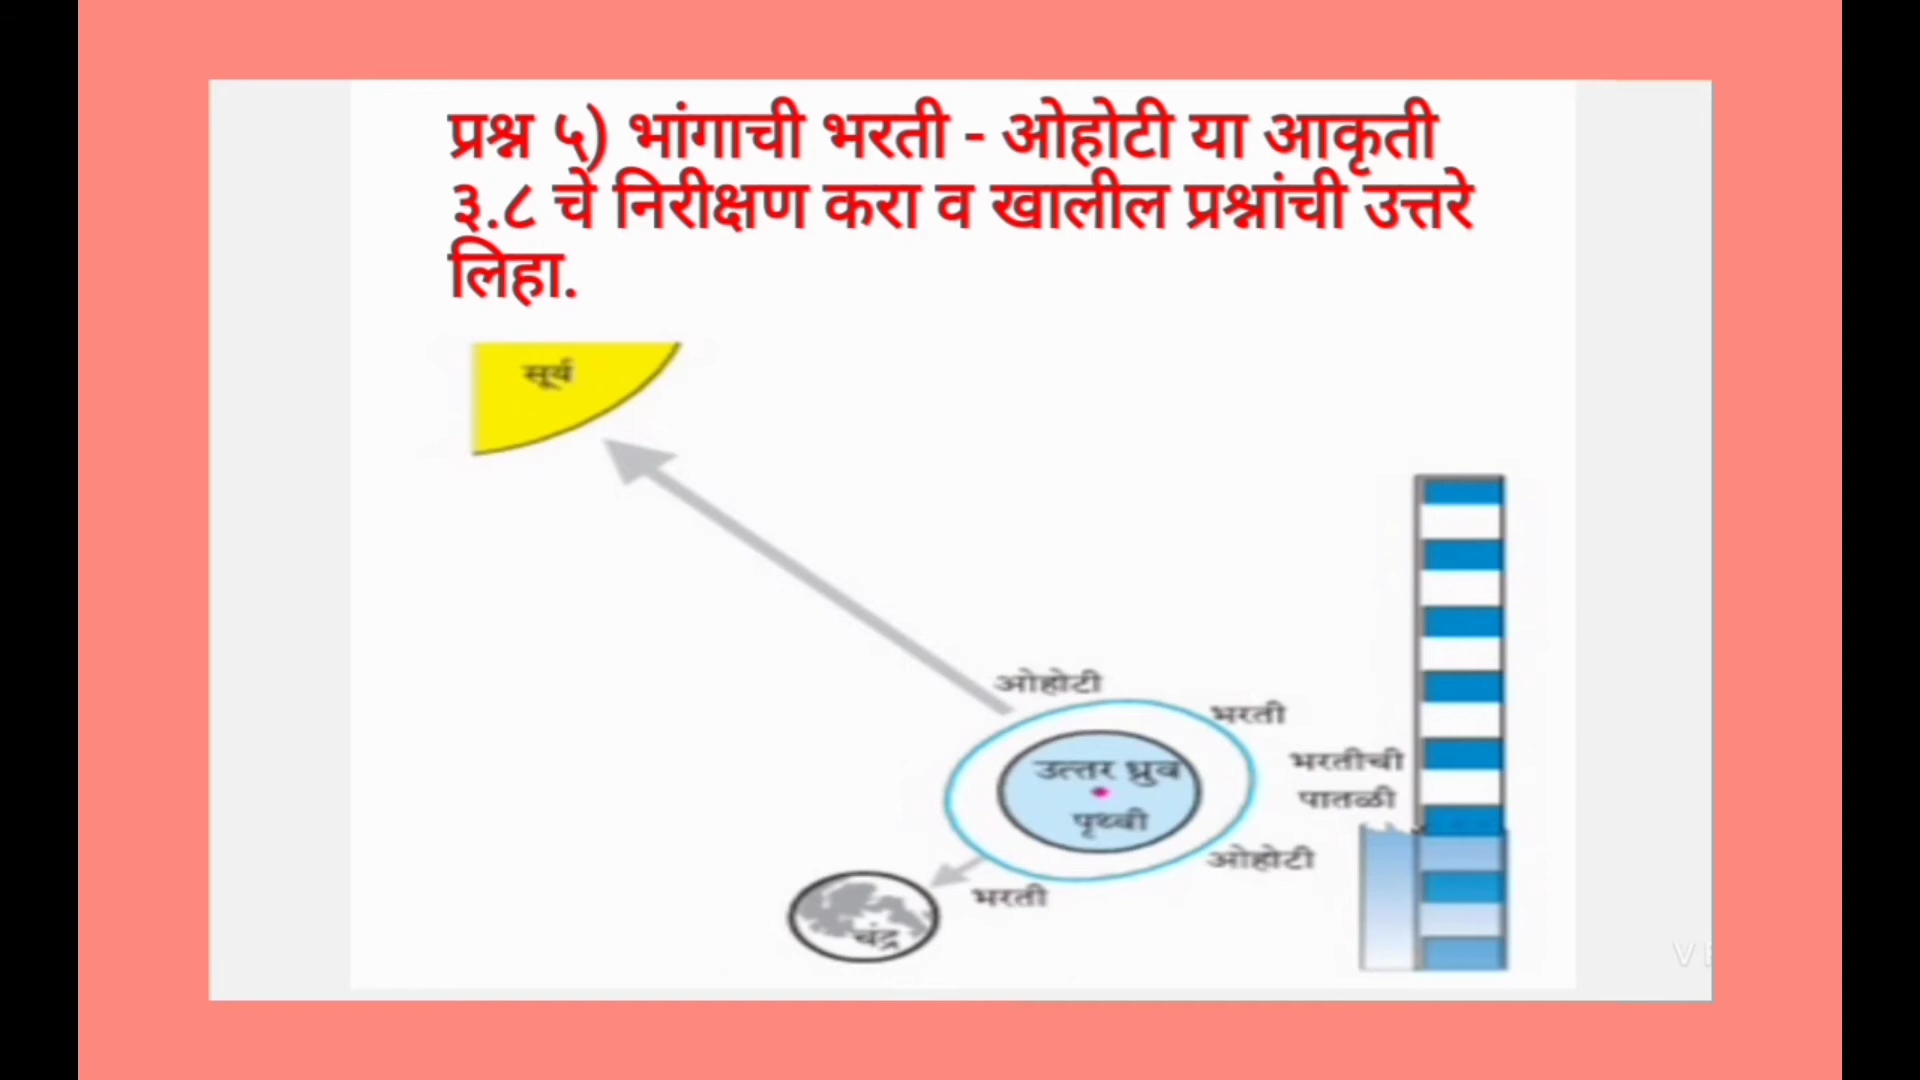 प्रश्न ५) भांगाची भरती - ओहोटी या आकृती
३.८ चे निरीक्षण करा व खालील प्रश्नांची उत्तरे
लिहा.
सूर्य
ओहोटी
भरती
भरतीची
पातळी
उत्तर ध्रुव
पृथ्वी
ओहोटी
भरती
चंद्र